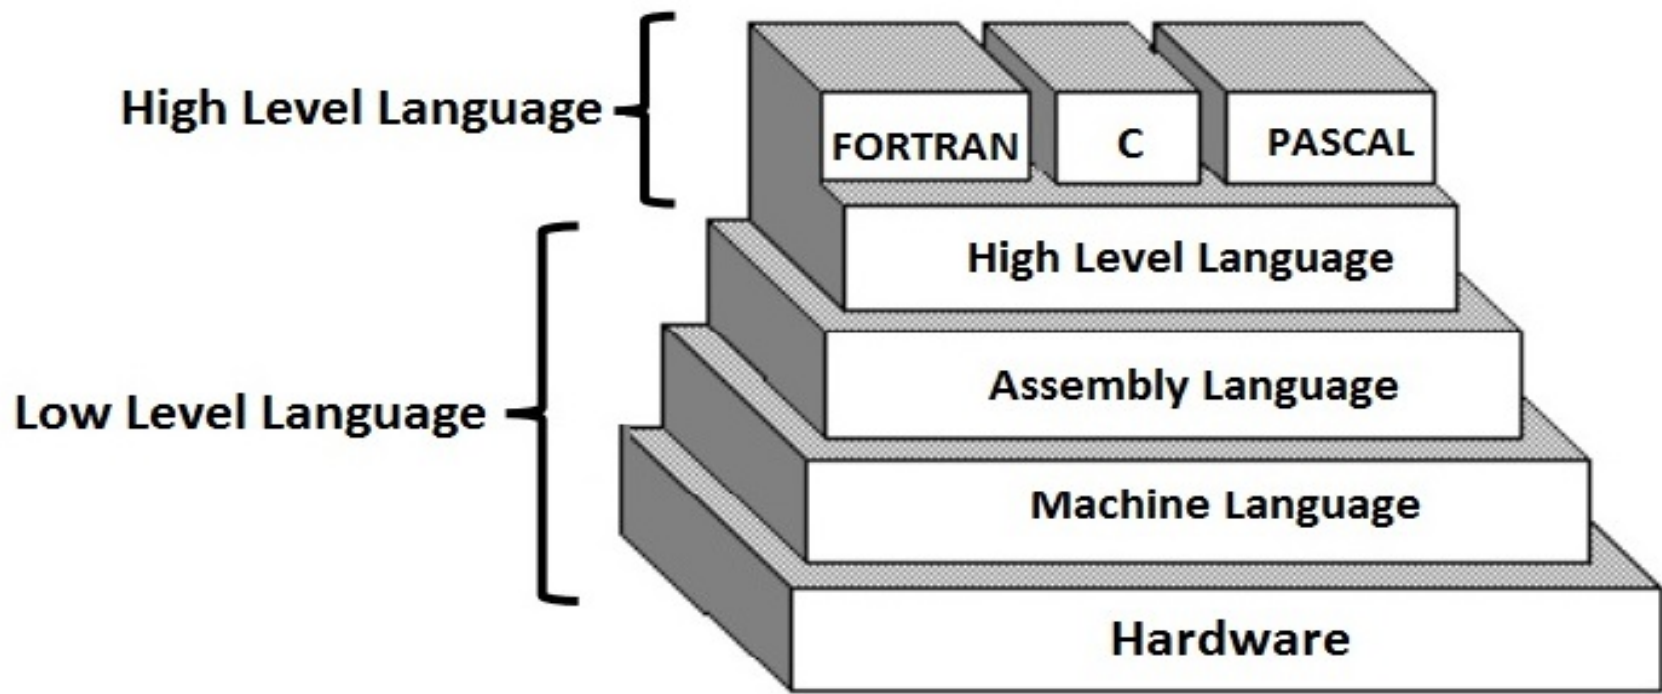 High Level Language
FORTRAN C PASCAL
High Level Language
Assembly Language
Low Level Language
Machine Language
Hardware